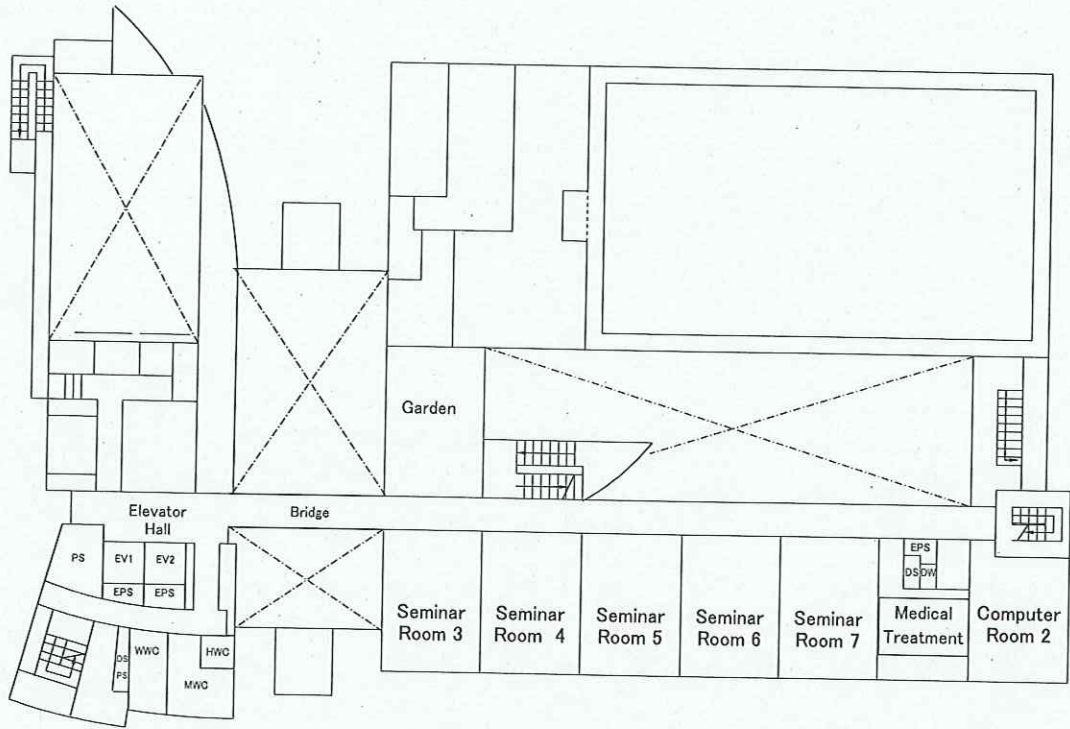 Garden
Elevator
Hall
Bridge
PS
EV1
EV2
EPS
EPS
EPS
DS
DW
Seminar
Room 3
Seminar
Room 4
Seminar
Room 5
Seminar
Room 6
Seminar
Room 7
Medical
Treatment
Computer
Room 2
DS
PS
WWC
HWC
MWC